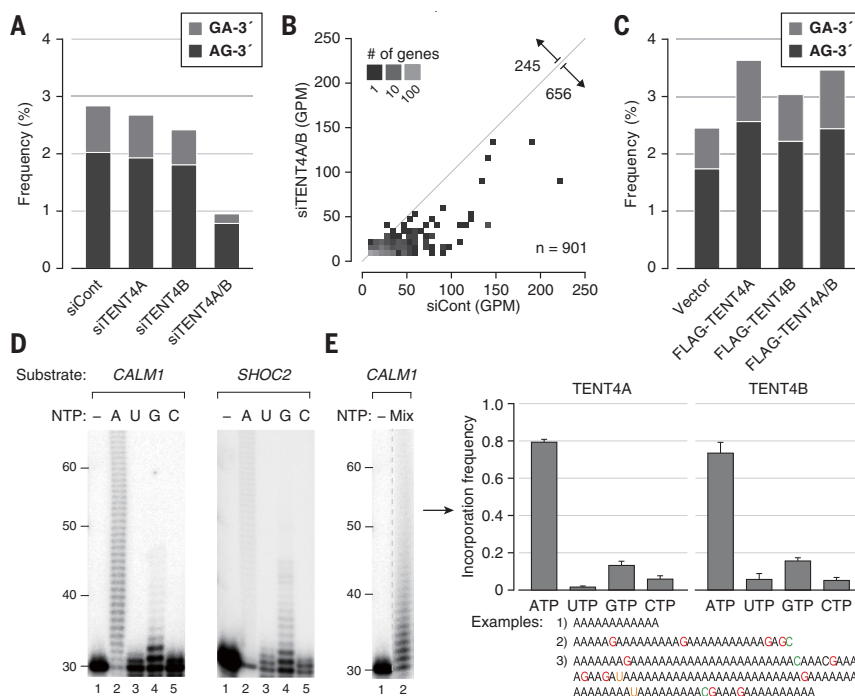 A
GA-3´
AG-3´
Frequency (%)
4
3
2
1
0
siCont
siTENT4A
siTENT4B
siTENT4A/B
B
# of genes
1 10 100
siTENT4A/B (GPM)
250
200
150
100
50
0
245
656
n = 901
0 50 100 150 200 250
siCont (GPM)
C
GA-3´
AG-3´
Frequency (%)
4
3
2
1
0
Vector
FLAG-TENT4A
FLAG-TENT4B
FLAG-TENT4A/B
D
Substrate: CALM1 SHOC2
NTP: – A U G C – A U G C
60
50
40
30
1 2 3 4 5 1 2 3 4 5
E
CALM1
NTP: – Mix
60
50
40
30
1 2
TENT4A TENT4B
Incorporation frequency
1.0
0.8
0.6
0.4
0.2
0
ATP UTP GTP CTP ATP UTP GTP CTP
Examples: 1) AAAAAAAAAAAA